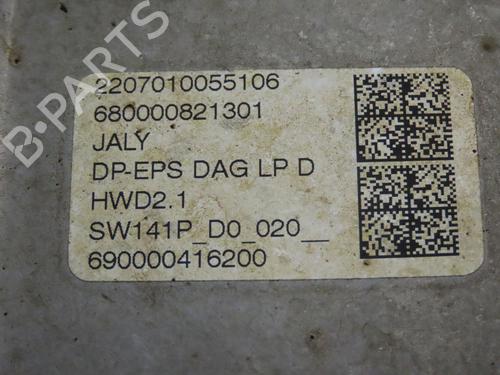 B-PARTS
2207010055106
680000821301
JALY
DP-EPS DAG LP D
HWD2.1
SW141P_D0_020__
690000416200